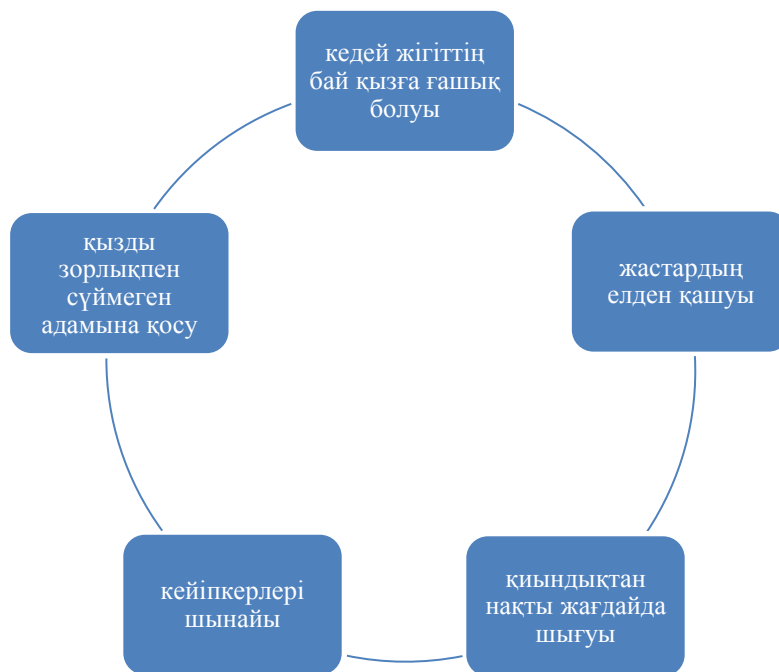 кедей жігіттің
бай қызға ғашық
болуы
жастардың
елден қашуы
қиындықтан
нақты жағдайда
шығуы
кейіпкерлері
шынайы
қызды
зорлықпен
сүймеген
адамына қосу